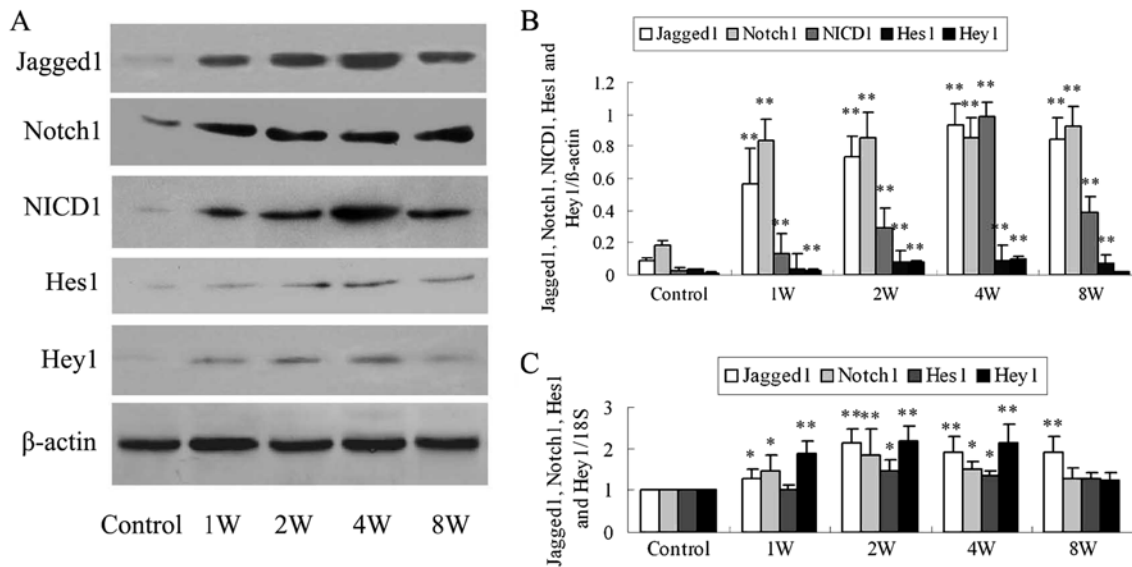 A
Jagged1
Notch1
NICD1
Hes1
Hey1
β-actin
Control 1W 2W 4W 8W
B
Jagged1 Notch1 NICD1 Hes1 Hey1
Jagged1, Notch1, NICD1, Hes1 and
Hey1/ß-actin
1.2
1
0.8
0.6
0.4
0.2
0
** ** ** **
** ** ** ** **
** ** ** ** **
** ** ** **
Control 1W 2W 4W 8W
C
Jagged1 Notch1 Hes1 Hey1
Jagged1, Notch1, Hes1
and Hey1/18S
3
2
1
0
* * **
** ** * **
** * * **
**
Control 1W 2W 4W 8W